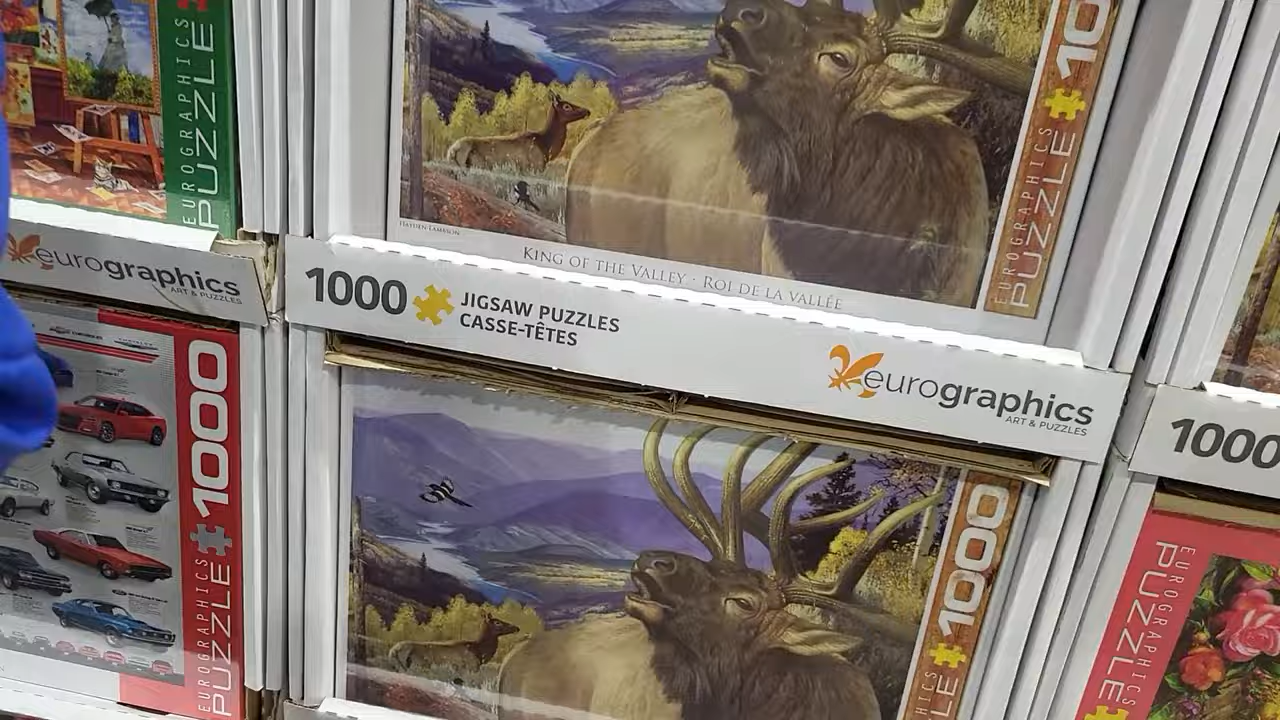 EUROGRAPHICS
PUZZLE
eurographics
ART & PUZZLES
1000
EUROGRAPHICS
PUZZLE
10
EUROGRAPHICS
PUZZLE
HAYDEN LAMBSON
KING OF THE VALLEY · ROI DE LA VALLÉE
1000
JIGSAW PUZZLES
CASSE-TÊTES
eurographics
ART & PUZZLES
1000
PUZZLE
1000
EUROGRAPHICS
PUZZLE